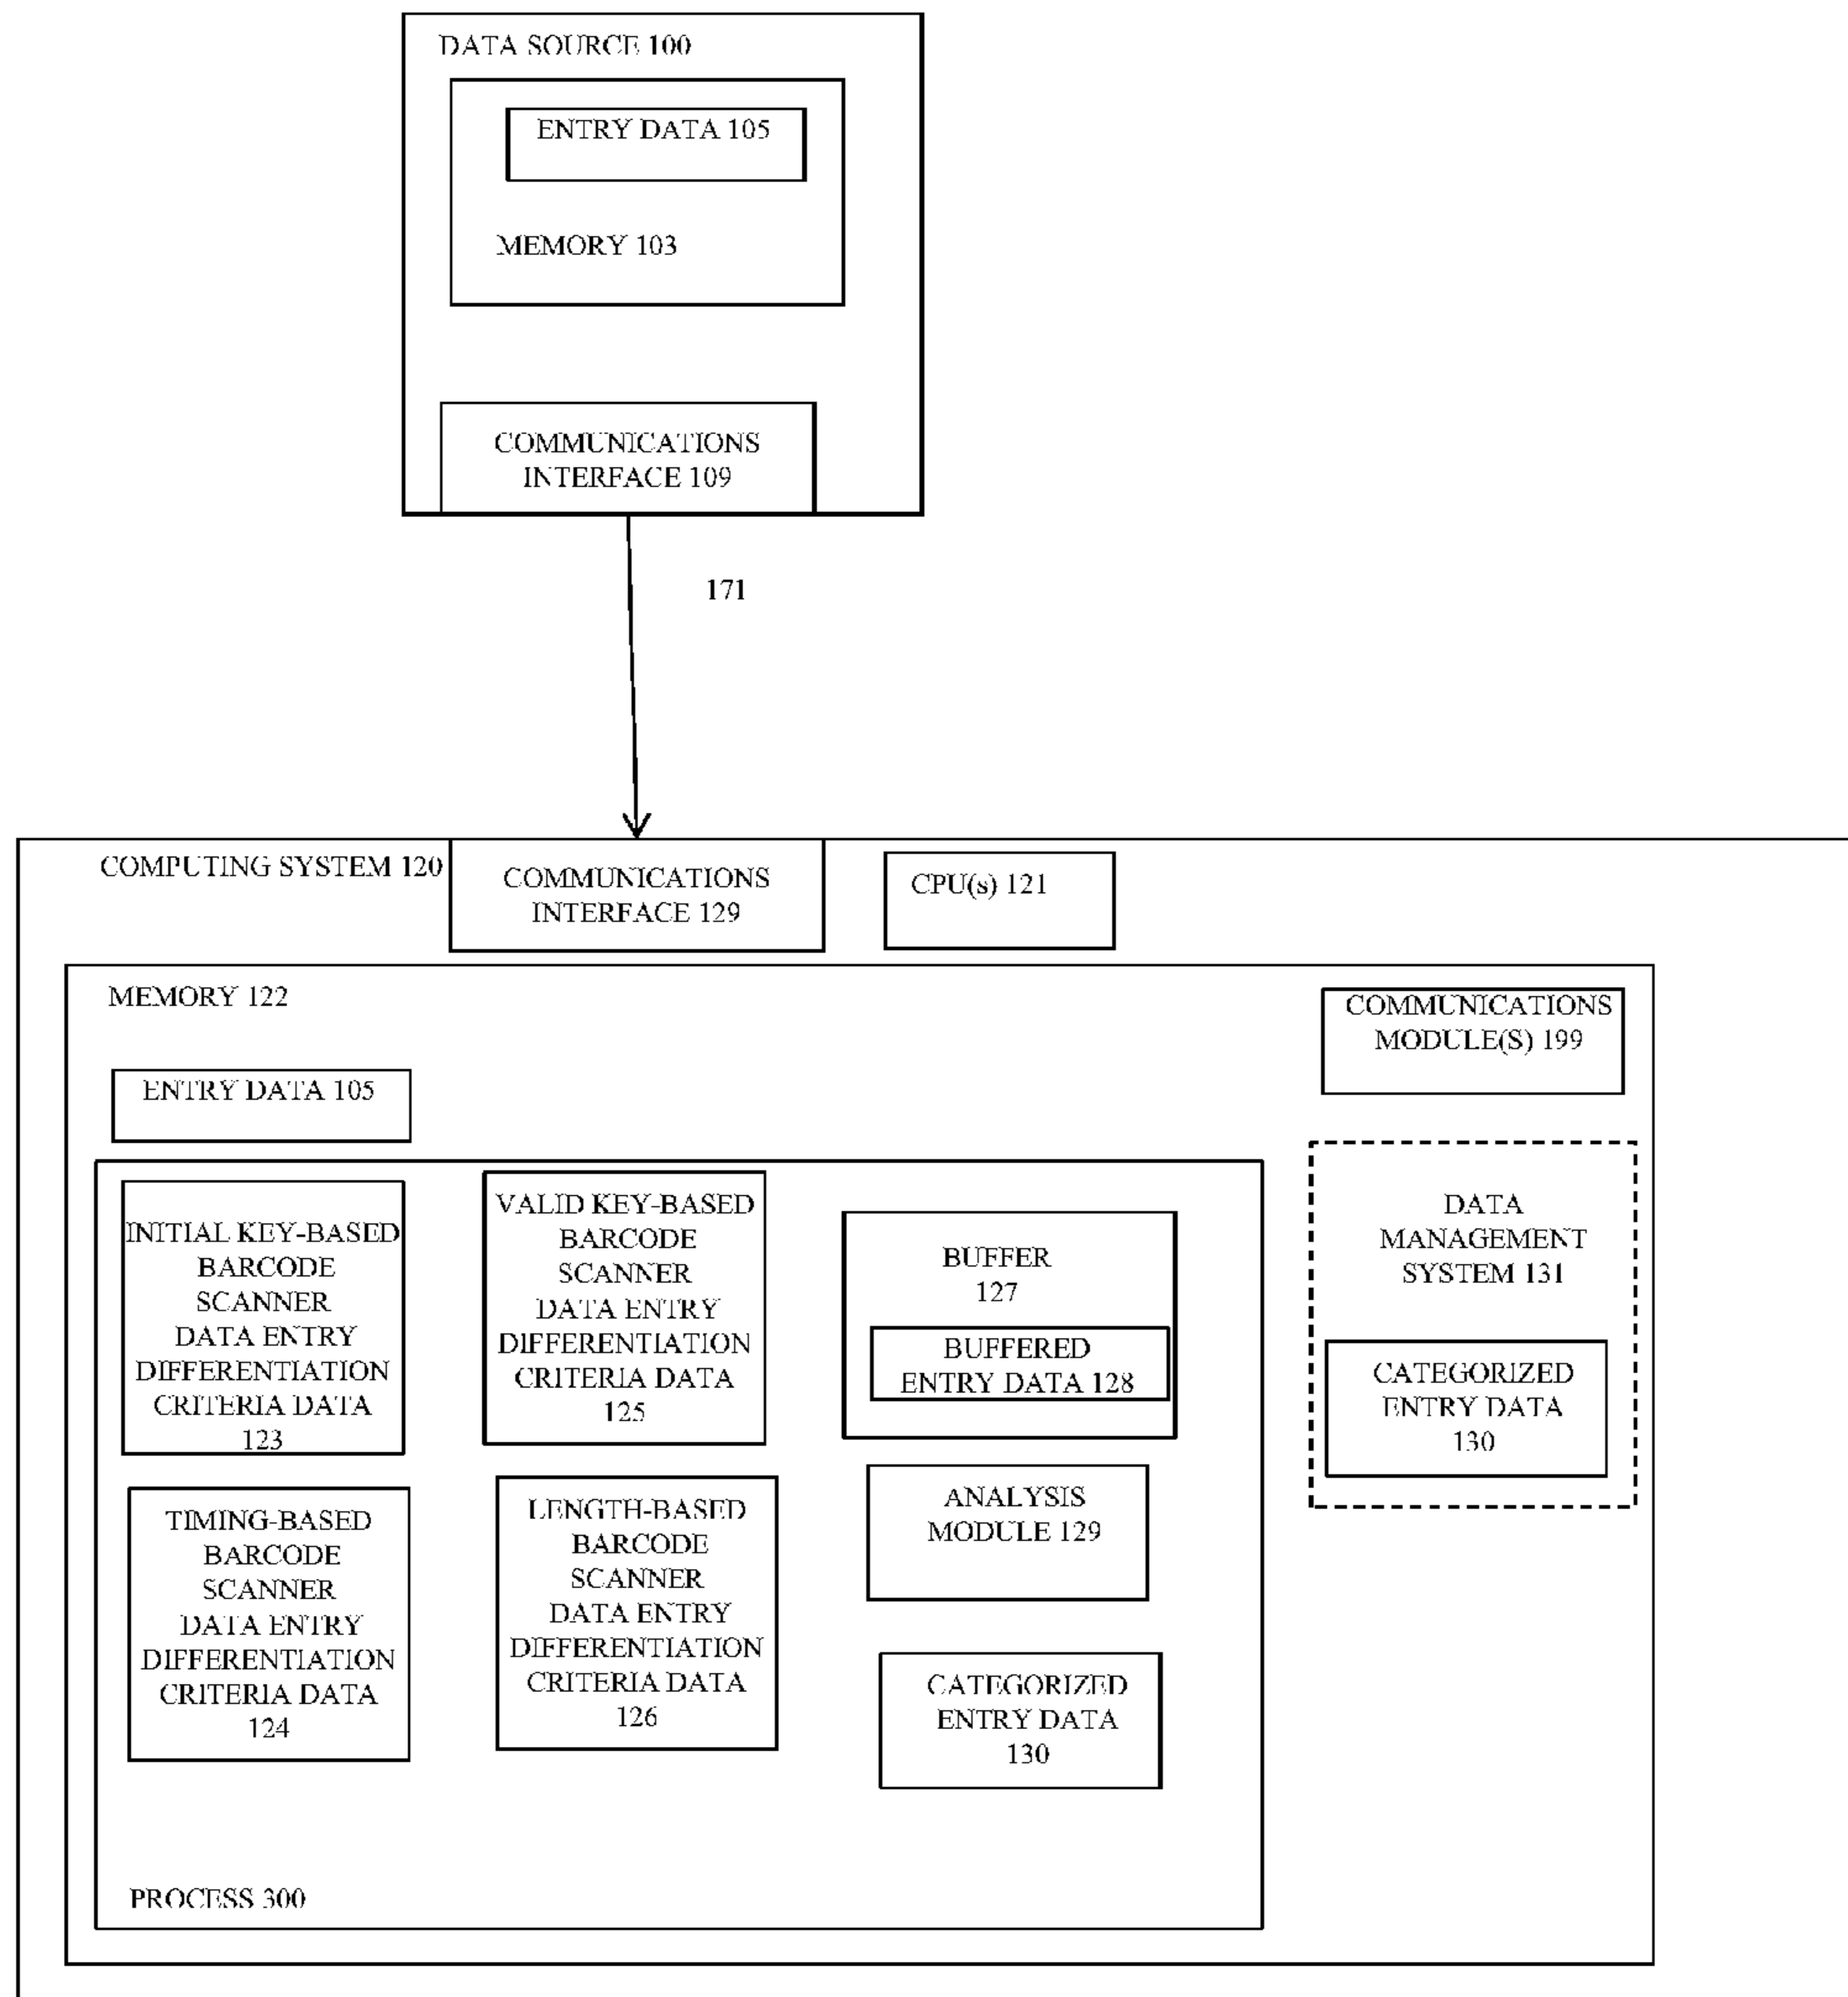 DATA SOURCE 100
ENTRY DATA 105
MEMORY 103
COMMUNICATIONS
INTERFACE 109
171
COMPUTING SYSTEM 120
COMMUNICATIONS
INTERFACE 129
CPU(s) 121
MEMORY 122
COMMUNICATIONS
MODULE(S) 199
ENTRY DATA 105
INITIAL KEY-BASED
BARCODE
SCANNER
DATA ENTRY
DIFFERENTIATION
CRITERIA DATA
123
VALID KEY-BASED
BARCODE
SCANNER
DATA ENTRY
DIFFERENTIATION
CRITERIA DATA
125
BUFFER
127
BUFFERED
ENTRY DATA 128
DATA
MANAGEMENT
SYSTEM 131
CATEGORIZED
ENTRY DATA
130
TIMING-BASED
BARCODE
SCANNER
DATA ENTRY
DIFFERENTIATION
CRITERIA DATA
124
LENGTH-BASED
BARCODE
SCANNER
DATA ENTRY
DIFFERENTIATION
CRITERIA DATA
126
ANALYSIS
MODULE 129
CATEGORIZED
ENTRY DATA
130
PROCESS 300